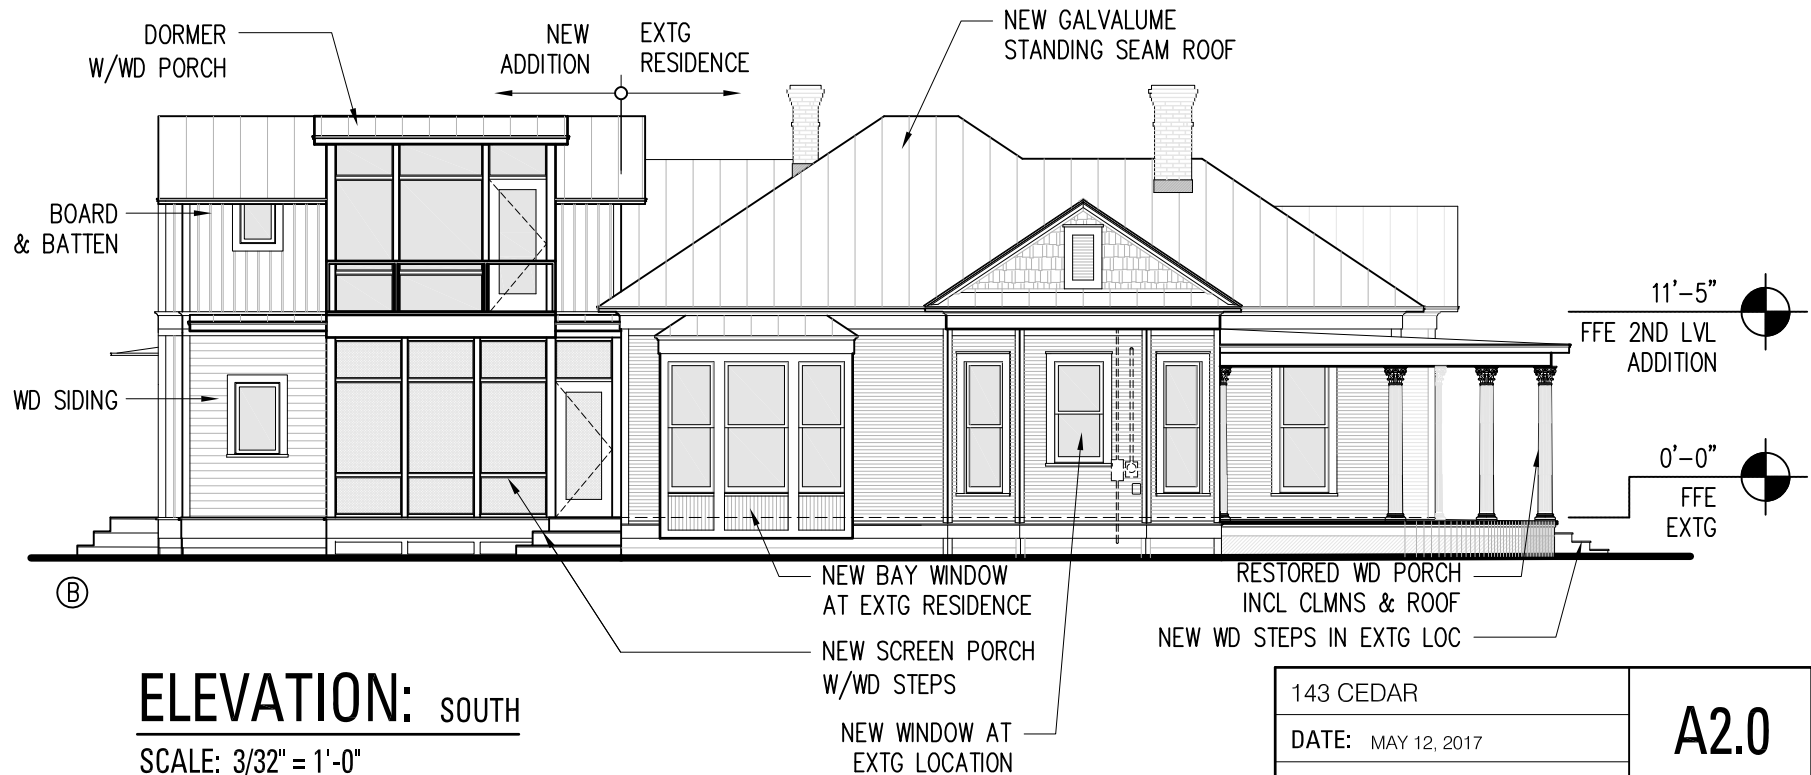 DORMER
W/WD PORCH
NEW
ADDITION
EXTG
RESIDENCE
NEW GALVALUME
STANDING SEAM ROOF
BOARD
& BATTEN
WD SIDING
11'-5"
FFE 2ND LVL
ADDITION
0'-0"
FFE
EXTG
B
NEW BAY WINDOW
AT EXTG RESIDENCE
NEW SCREEN PORCH
W/WD STEPS
NEW WINDOW AT
EXTG LOCATION
RESTORED WD PORCH
INCL CLMNS & ROOF
NEW WD STEPS IN EXTG LOC
ELEVATION: SOUTH
SCALE: 3/32" = 1'-0"
143 CEDAR
DATE: MAY 12, 2017
A2.0